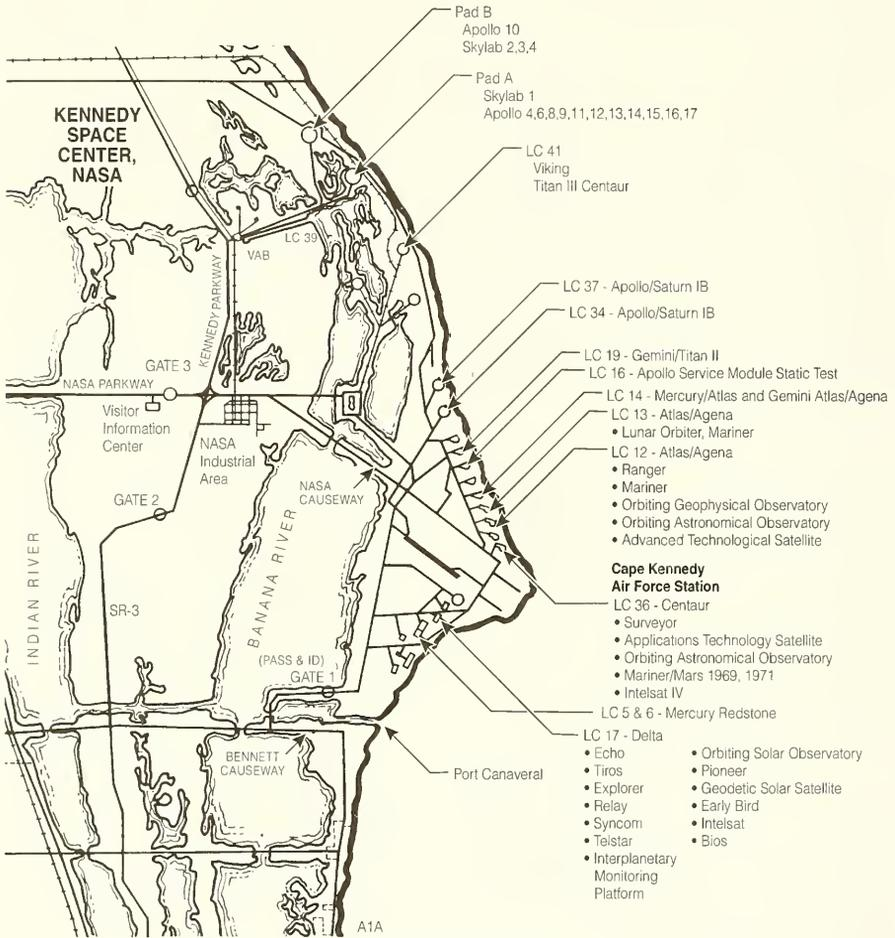 Pad B
Apollo 10
Skylab 2,3,4
Pad A
Skylab 1
Apollo 4,6,8,9,11,12,13,14,15,16,17
KENNEDY
SPACE
CENTER,
NASA
LC 41
Viking
Titan III Centaur
LC 39
VAB
KENNEDY PARKWAY
LC 37 - Apollo/Saturn IB
LC 34 - Apollo/Saturn IB
LC 19 - Gemini/Titan II
LC 16 - Apollo Service Module Static Test
LC 14 - Mercury/Atlas and Gemini Atlas/Agena
LC 13 - Atlas/Agena
• Lunar Orbiter, Mariner
LC 12 - Atlas/Agena
• Ranger
• Mariner
• Orbiting Geophysical Observatory
• Orbiting Astronomical Observatory
• Advanced Technological Satellite
GATE 3
NASA PARKWAY
Visitor
Information
Center
NASA
Industrial
Area
NASA
CAUSEWAY
GATE 2
INDIAN RIVER
BANANA RIVER
SR-3
Cape Kennedy
Air Force Station
LC 36 - Centaur
• Surveyor
• Applications Technology Satellite
• Orbiting Astronomical Observatory
• Mariner/Mars 1969, 1971
• Intelsat IV
(PASS & ID)
GATE 1
LC 5 & 6 - Mercury Redstone
LC 17 - Delta
• Echo
• Tiros
• Explorer
• Relay
• Syncom
• Telstar
• Interplanetary
Monitoring
Platform
• Orbiting Solar Observatory
• Pioneer
• Geodetic Solar Satellite
• Early Bird
• Intelsat
• Bios
BENNETT
CAUSEWAY
Port Canaveral
A1A